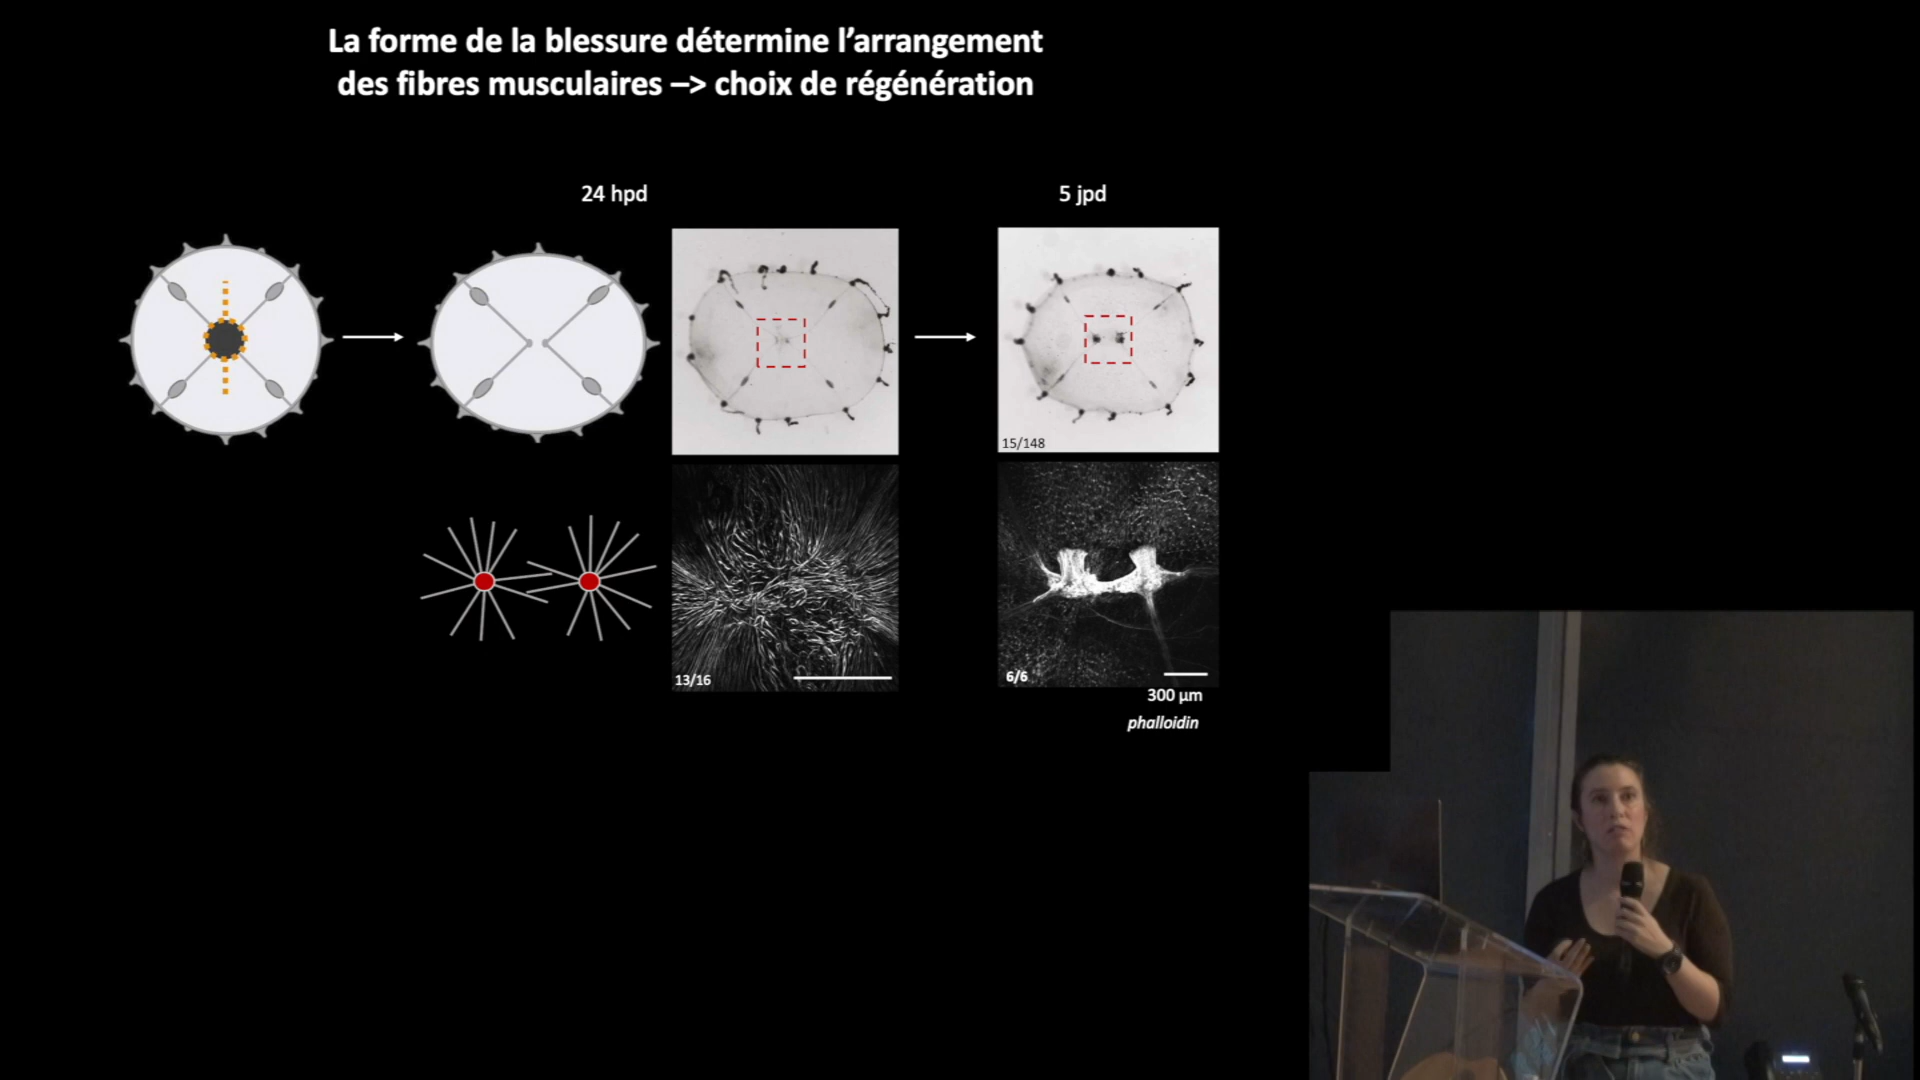 La forme de la blessure détermine l’arrangement
des fibres musculaires –> choix de régénération
24 hpd
5 jpd
15/148
13/16
6/6
300 µm
phalloidin